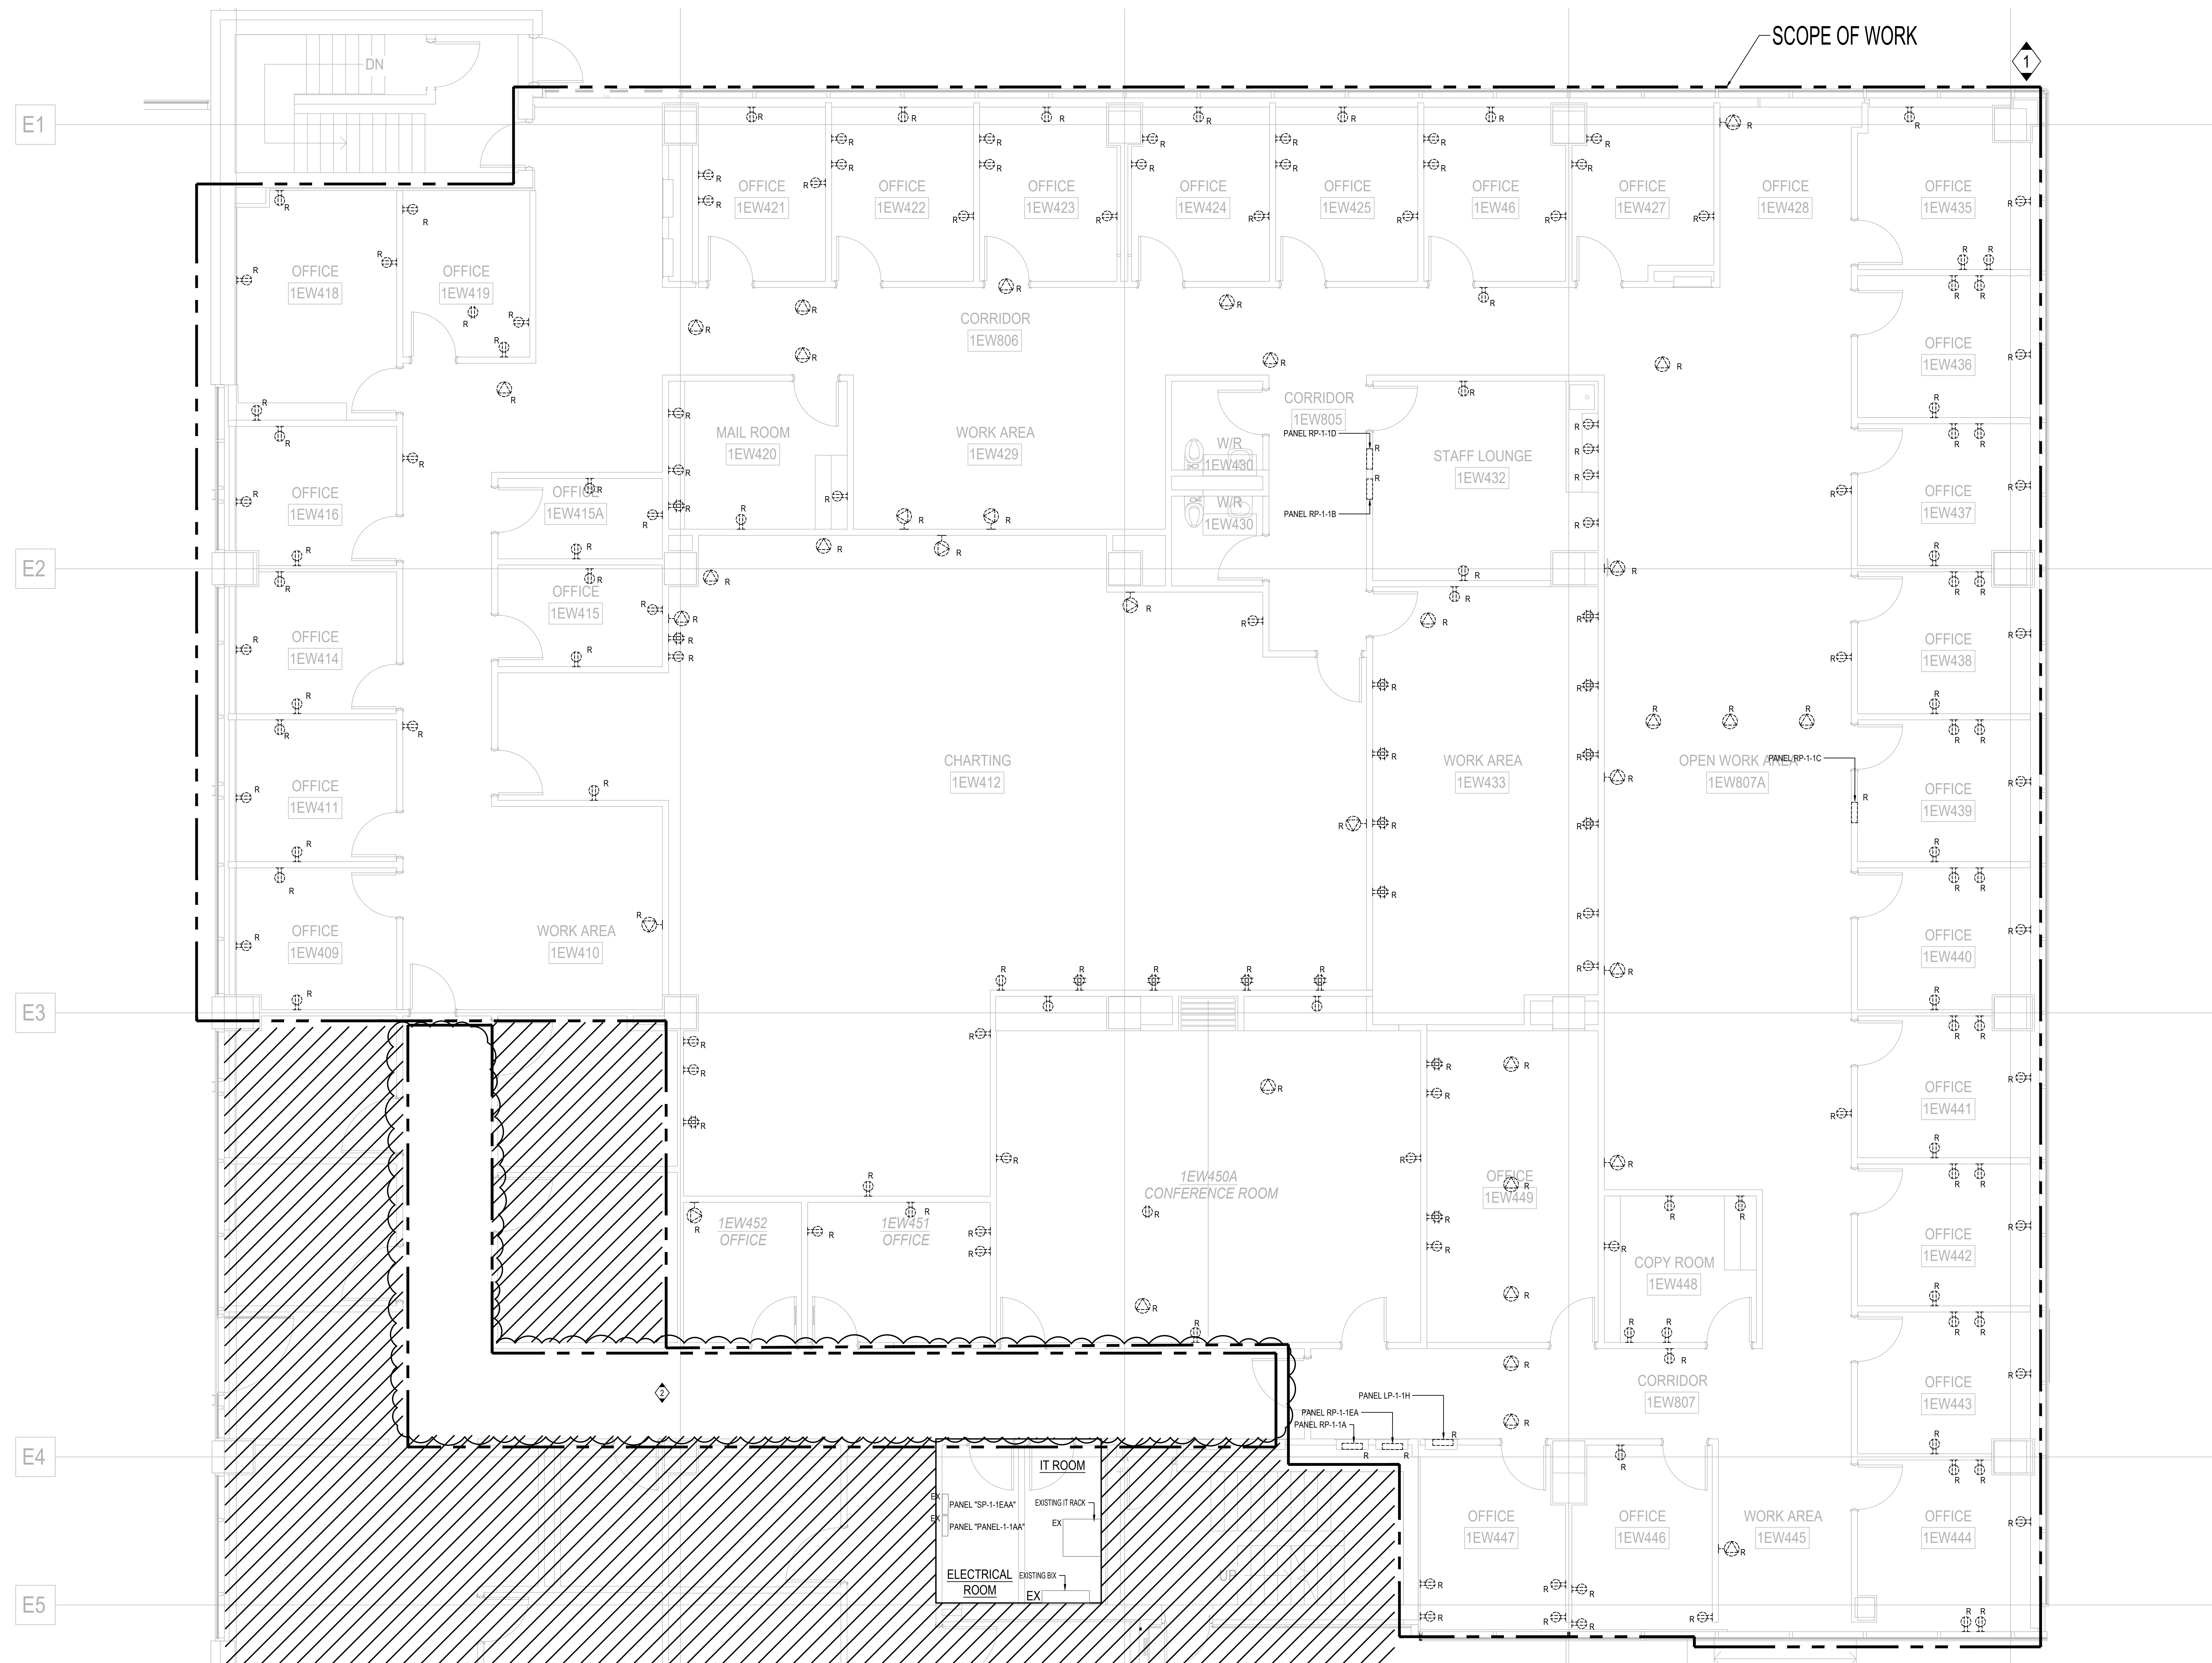 SCOPE OF WORK
1
DN
E1
E2
E3
E4
E5
OFFICE
1EW421
OFFICE
1EW422
OFFICE
1EW423
OFFICE
1EW424
OFFICE
1EW425
OFFICE
1EW46
OFFICE
1EW427
OFFICE
1EW428
OFFICE
1EW435
OFFICE
1EW418
OFFICE
1EW419
CORRIDOR
1EW806
OFFICE
1EW436
CORRIDOR
1EW805
PANEL RP-1-1D
MAIL ROOM
1EW420
WORK AREA
1EW429
W/R
1EW430
STAFF LOUNGE
1EW432
OFFICE
1EW416
OFFICE
1EW415A
W/R
1EW430
PANEL RP-1-1B
OFFICE
1EW437
OFFICE
1EW415
OFFICE
1EW414
OFFICE
1EW438
CHARTING
1EW412
WORK AREA
1EW433
OPEN WORK AREA
1EW807A
PANEL RP-1-1C
OFFICE
1EW411
OFFICE
1EW439
OFFICE
1EW409
WORK AREA
1EW410
OFFICE
1EW440
OFFICE
1EW441
1EW450A
CONFERENCE ROOM
OFFICE
1EW449
1EW452
OFFICE
1EW451
OFFICE
OFFICE
1EW442
COPY ROOM
1EW448
2
PANEL LP-1-1H
PANEL RP-1-1EA
PANEL RP-1-1A
CORRIDOR
1EW807
OFFICE
1EW443
IT ROOM
EX
PANEL "SP-1-1EAA"
EX
PANEL "PANEL-1-1AA"
EXISTING IT RACK
EX
ELECTRICAL
ROOM
EXISTING BIX
EX
UP
OFFICE
1EW447
OFFICE
1EW446
WORK AREA
1EW445
OFFICE
1EW444
R